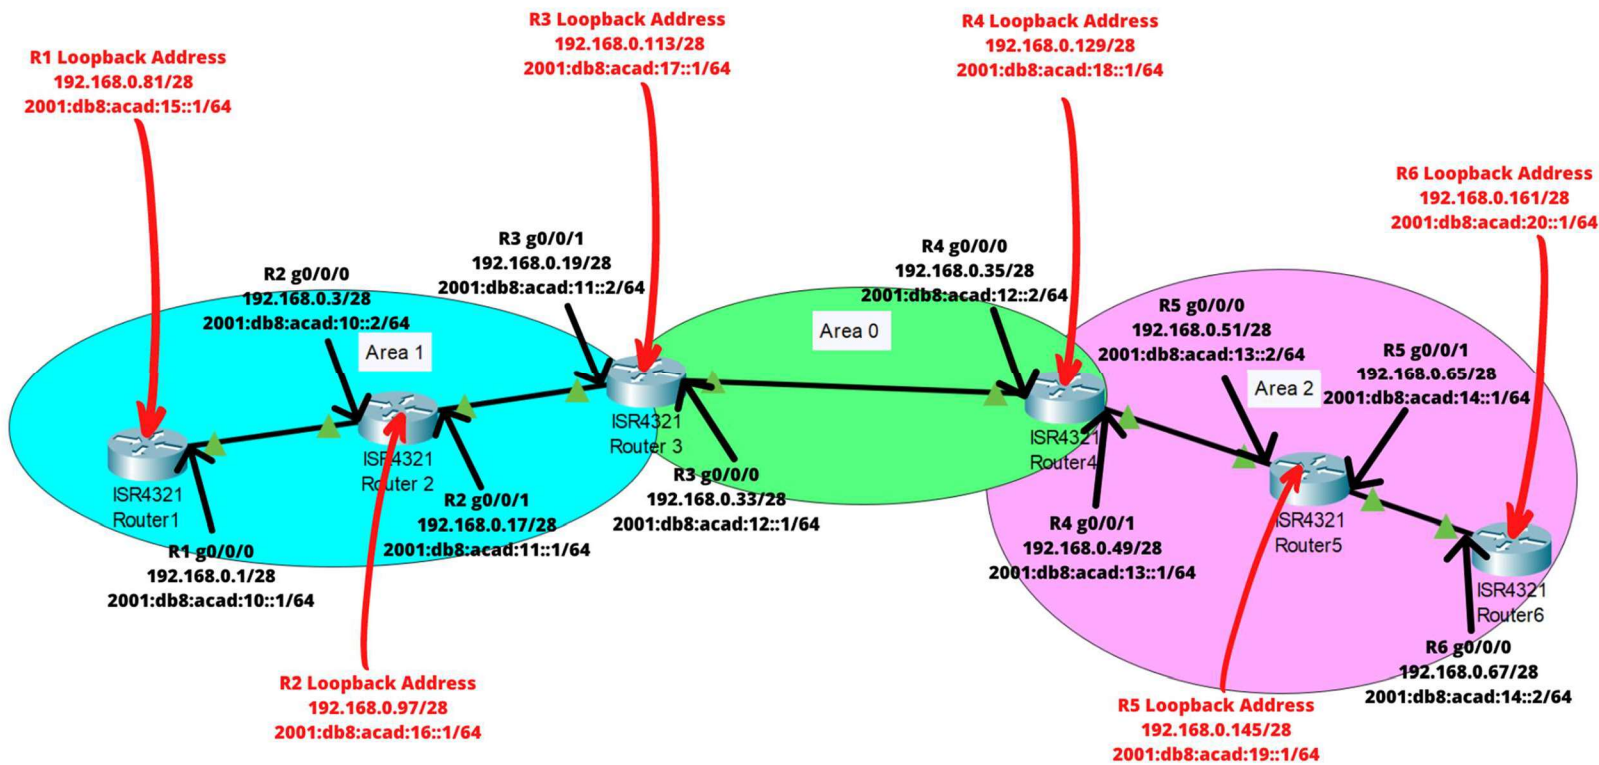 R3 Loopback Address
192.168.0.113/28
2001:db8:acad:17::1/64
R4 Loopback Address
192.168.0.129/28
2001:db8:acad:18::1/64
R1 Loopback Address
192.168.0.81/28
2001:db8:acad:15::1/64
R6 Loopback Address
192.168.0.161/28
2001:db8:acad:20::1/64
R3 g0/0/1
192.168.0.19/28
2001:db8:acad:11::2/64
R4 g0/0/0
192.168.0.35/28
2001:db8:acad:12::2/64
R2 g0/0/0
192.168.0.3/28
2001:db8:acad:10::2/64
R5 g0/0/0
192.168.0.51/28
2001:db8:acad:13::2/64
Area 1
Area 0
Area 2
R5 g0/0/1
192.168.0.65/28
2001:db8:acad:14::1/64
ISR4321
Router1
ISR4321
Router 2
ISR4321
Router 3
ISR4321
Router4
ISR4321
Router5
ISR4321
Router6
R1 g0/0/0
192.168.0.1/28
2001:db8:acad:10::1/64
R2 g0/0/1
192.168.0.17/28
2001:db8:acad:11::1/64
R3 g0/0/0
192.168.0.33/28
2001:db8:acad:12::1/64
R4 g0/0/1
192.168.0.49/28
2001:db8:acad:13::1/64
R6 g0/0/0
192.168.0.67/28
2001:db8:acad:14::2/64
R2 Loopback Address
192.168.0.97/28
2001:db8:acad:16::1/64
R5 Loopback Address
192.168.0.145/28
2001:db8:acad:19::1/64